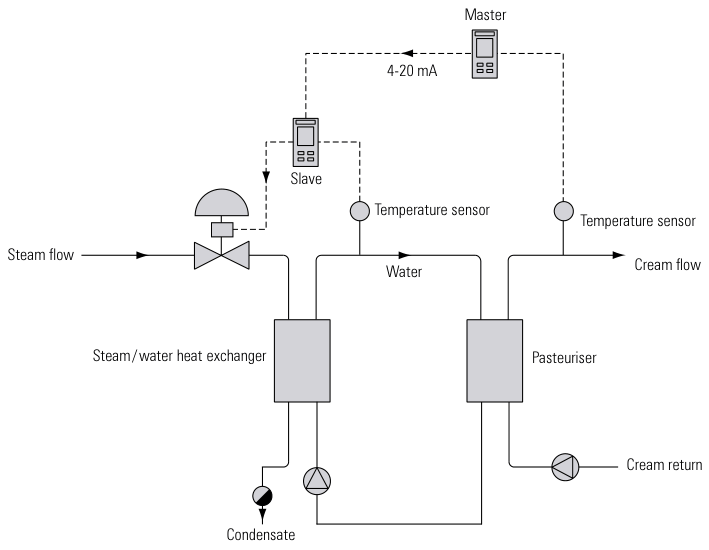 Master
4-20 mA
Slave
Temperature sensor
Temperature sensor
Steam flow
Water
Cream flow
Steam/water heat exchanger
Pasteuriser
Cream return
Condensate